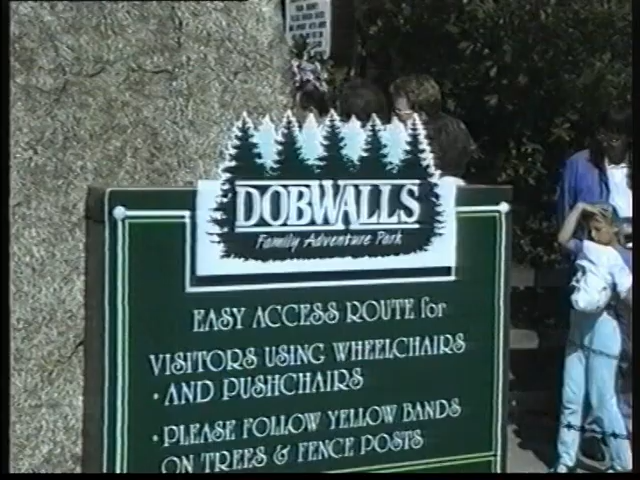 DOBWALLS
Family Adventure Park
EASY ACCESS ROUTE for
VISITORS USING WHEELCHAIRS
• AND PUSHCHAIRS
• PLEASE FOLLOW YELLOW BANDS
ON TREES & FENCE POSTS